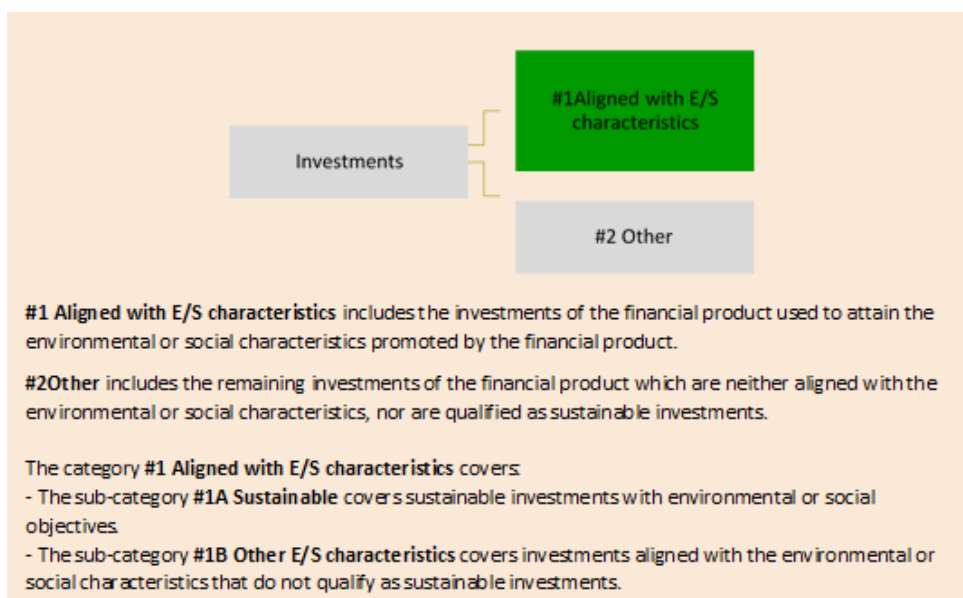 #1Aligned with E/S
characteristics
Investments
#2 Other
#1 Aligned with E/S characteristics includes the investments of the financial product used to attain the
environmental or social characteristics promoted by the financial product.
#2Other includes the remaining investments of the financial product which are neither aligned with the
environmental or social characteristics, nor are qualified as sustainable investments.
The category #1 Aligned with E/S characteristics covers:
- The sub-category #1A Sustainable covers sustainable investments with environmental or social
objectives.
- The sub-category #1B Other E/S characteristics covers investments aligned with the environmental or
social characteristics that do not qualify as sustainable investments.